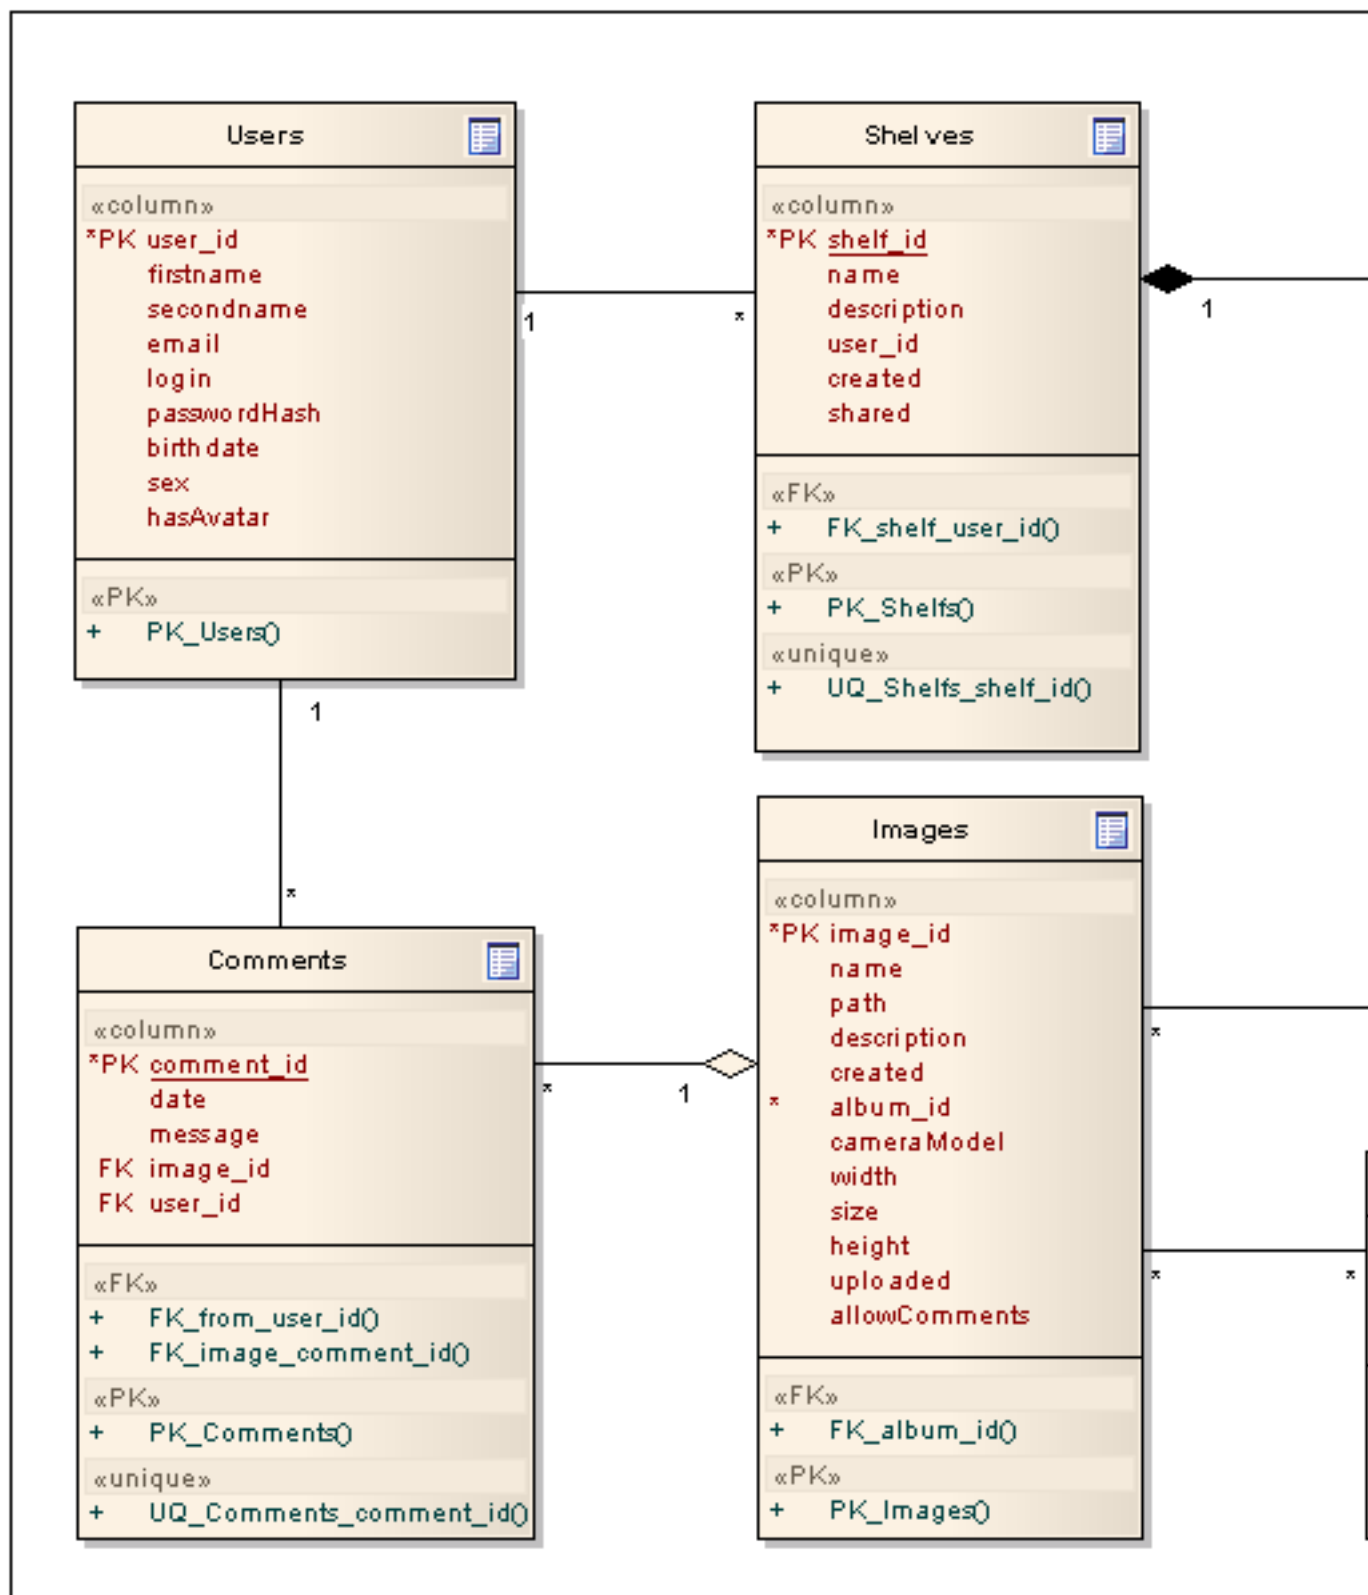 Users
«column»
*PK user_id
firstname
secondname
email
login
passwordHash
birthdate
sex
hasAvatar
«PK»
+ PK_Users()
1
*
Shelves
«column»
*PK shelf_id
name
description
user_id
created
shared
«FK»
+ FK_shelf_user_id()
«PK»
+ PK_Shelfs()
«unique»
+ UQ_Shelfs_shelf_id()
1
1
*
Comments
«column»
*PK comment_id
date
message
FK image_id
FK user_id
«FK»
+ FK_from_user_id()
+ FK_image_comment_id()
«PK»
+ PK_Comments()
«unique»
+ UQ_Comments_comment_id()
*
1
Images
«column»
*PK image_id
name
path
description
created
* album_id
cameraModel
width
size
height
uploaded
allowComments
«FK»
+ FK_album_id()
«PK»
+ PK_Images()
*
*
*